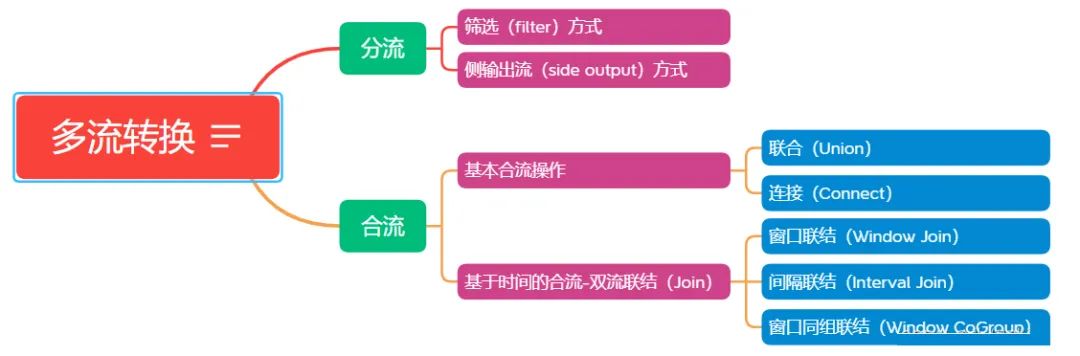 多流转换
分流
筛选（filter）方式
侧输出流（side output）方式
合流
基本合流操作
联合（Union）
连接（Connect）
基于时间的合流-双流联结（Join）
窗口联结（Window Join）
间隔联结（Interval Join）
窗口同组联结（Window CoGroup）